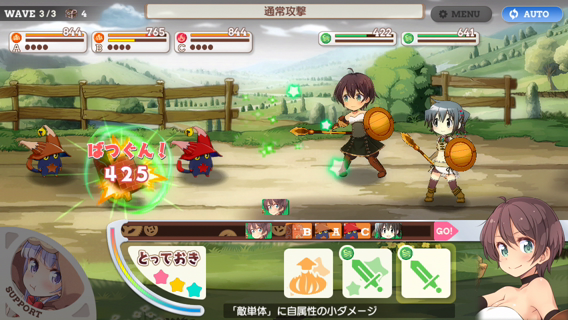 WAVE 3/3 4
通常攻撃
MENU
AUTO
844
765
844
422
641
A
B
C
ばつぐん!
425
B
A
C
GO!
とっておき
SUPPORT
「敵単体」に自属性の小ダメージ